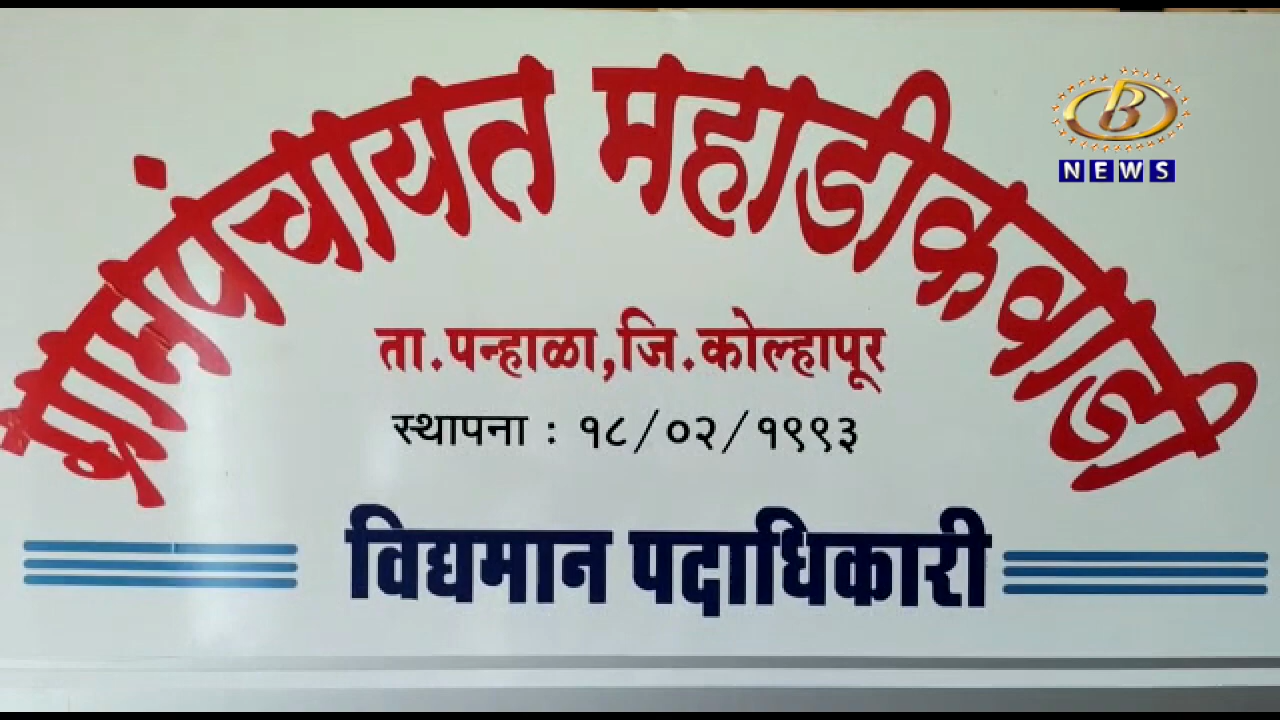 ग्रामपंचायत महाडीकवाडी
B
NEWS
ता.पन्हाळा,जि.कोल्हापूर
स्थापना : १८/०२/१९९३
विद्यमान पदाधिकारी